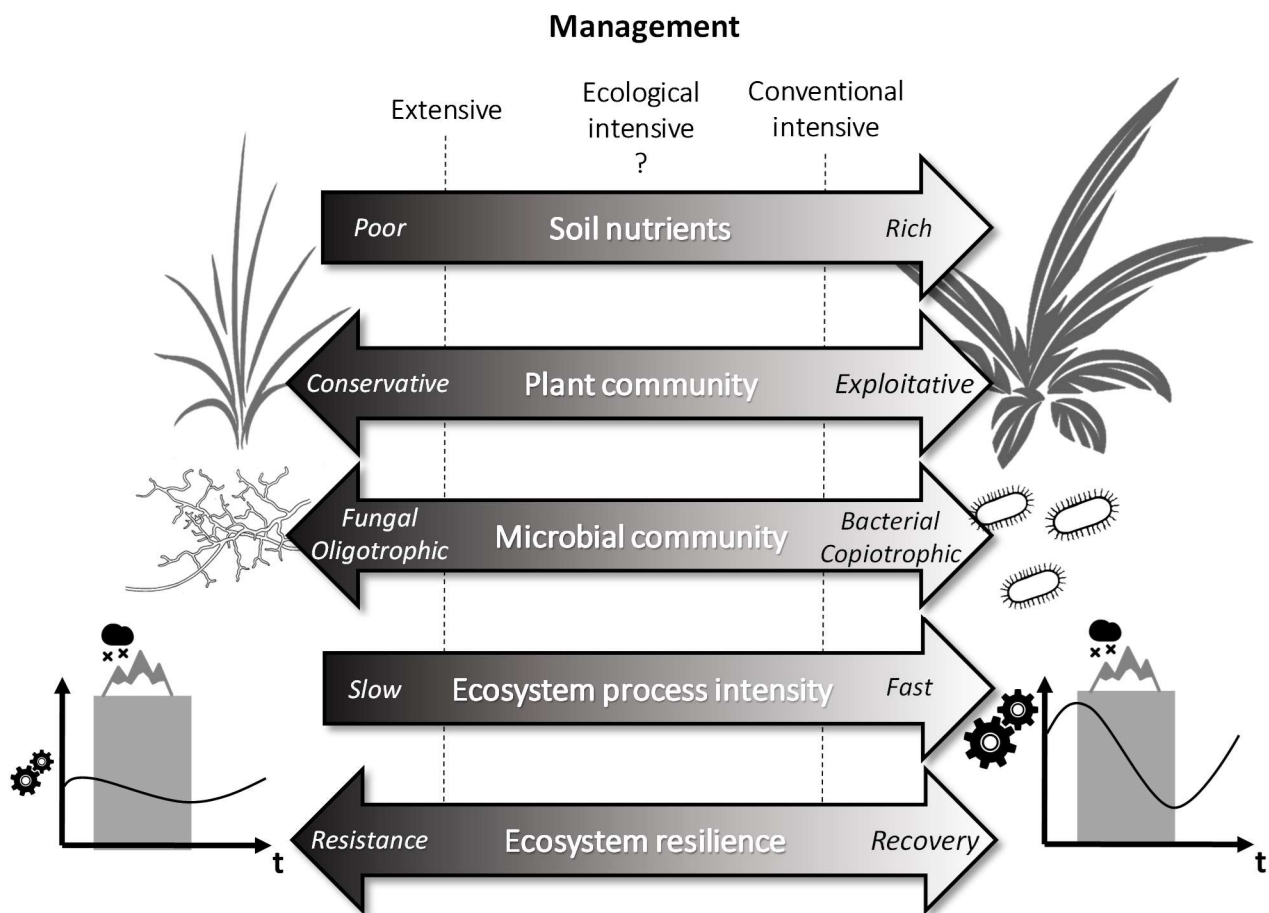 Management
Extensive
Ecological
intensive
?
Conventional
intensive
Poor
Soil nutrients
Rich
Conservative
Plant community
Exploitative
Fungal
Oligotrophic
Microbial community
Bacterial
Copiotrophic
Slow
Ecosystem process intensity
Fast
t
Resistance
Ecosystem resilience
Recovery
t